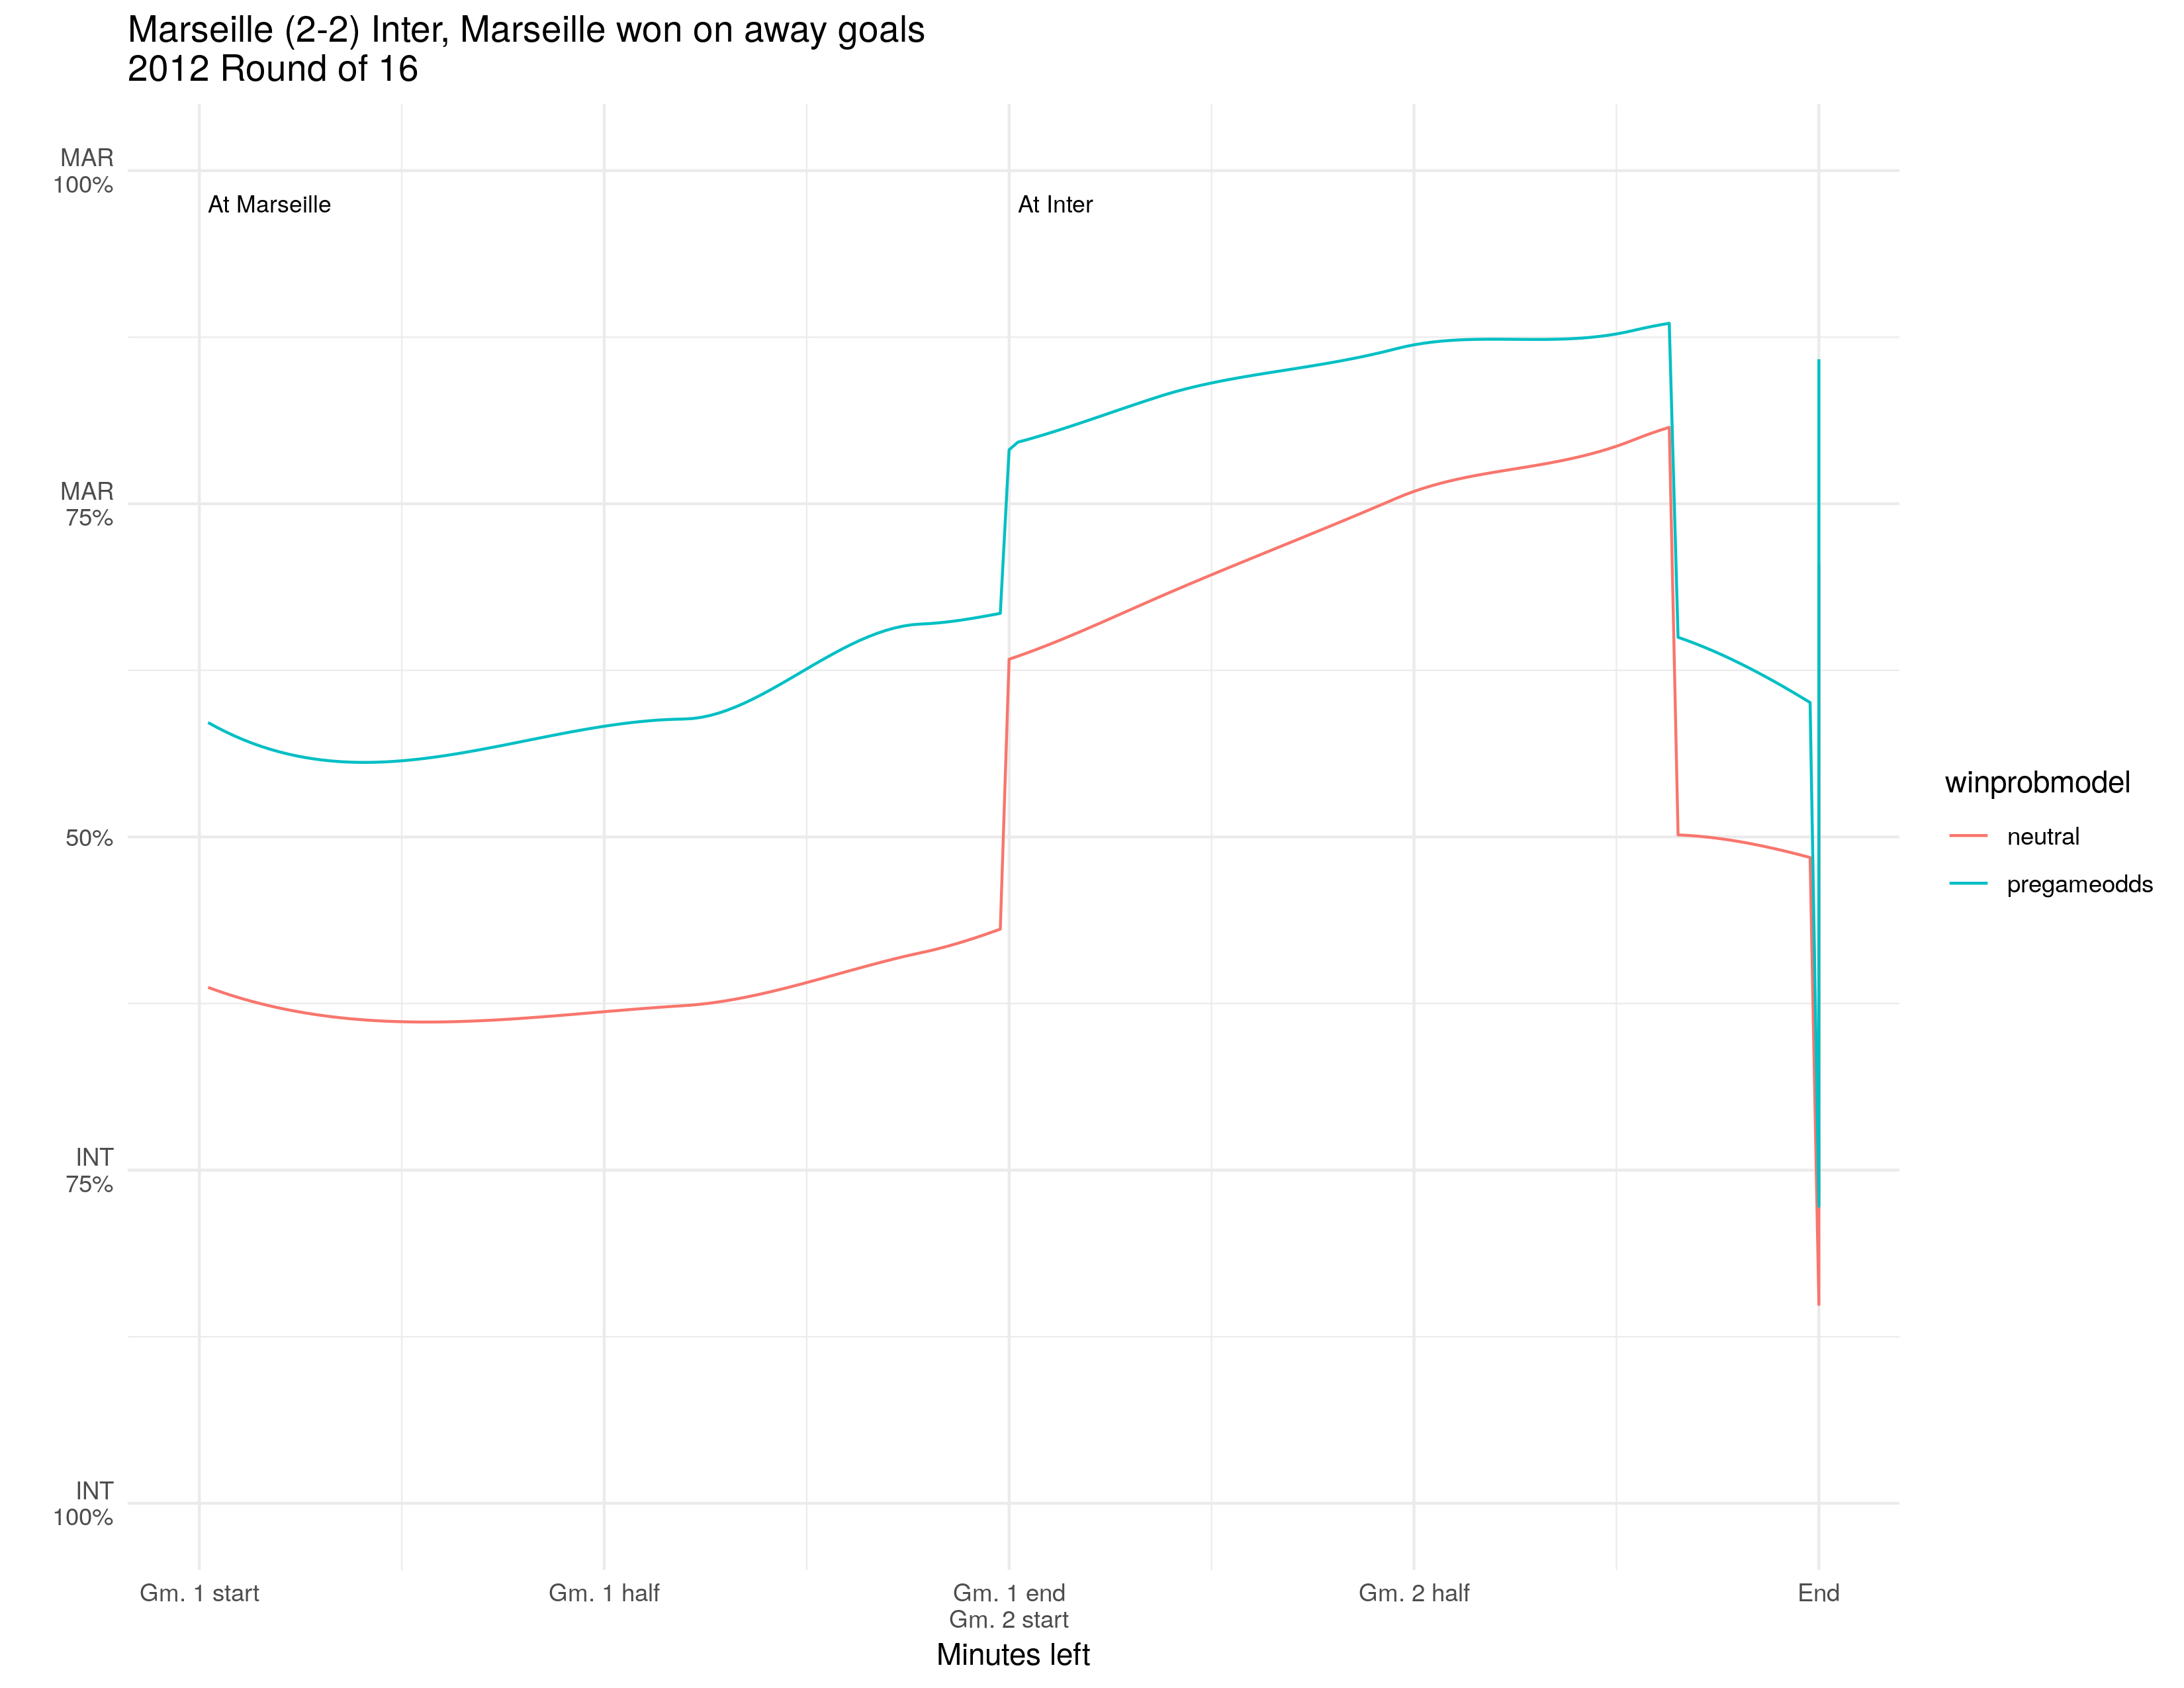 Marseille (2-2) Inter, Marseille won on away goals
2012 Round of 16
MAR
100%
At Marseille
At Inter
MAR
75%
50%
INT
75%
INT
100%
winprobmodel
neutral
pregameodds
Gm. 1 start
Gm. 1 half
Gm. 1 end
Gm. 2 start
Gm. 2 half
End
Minutes left